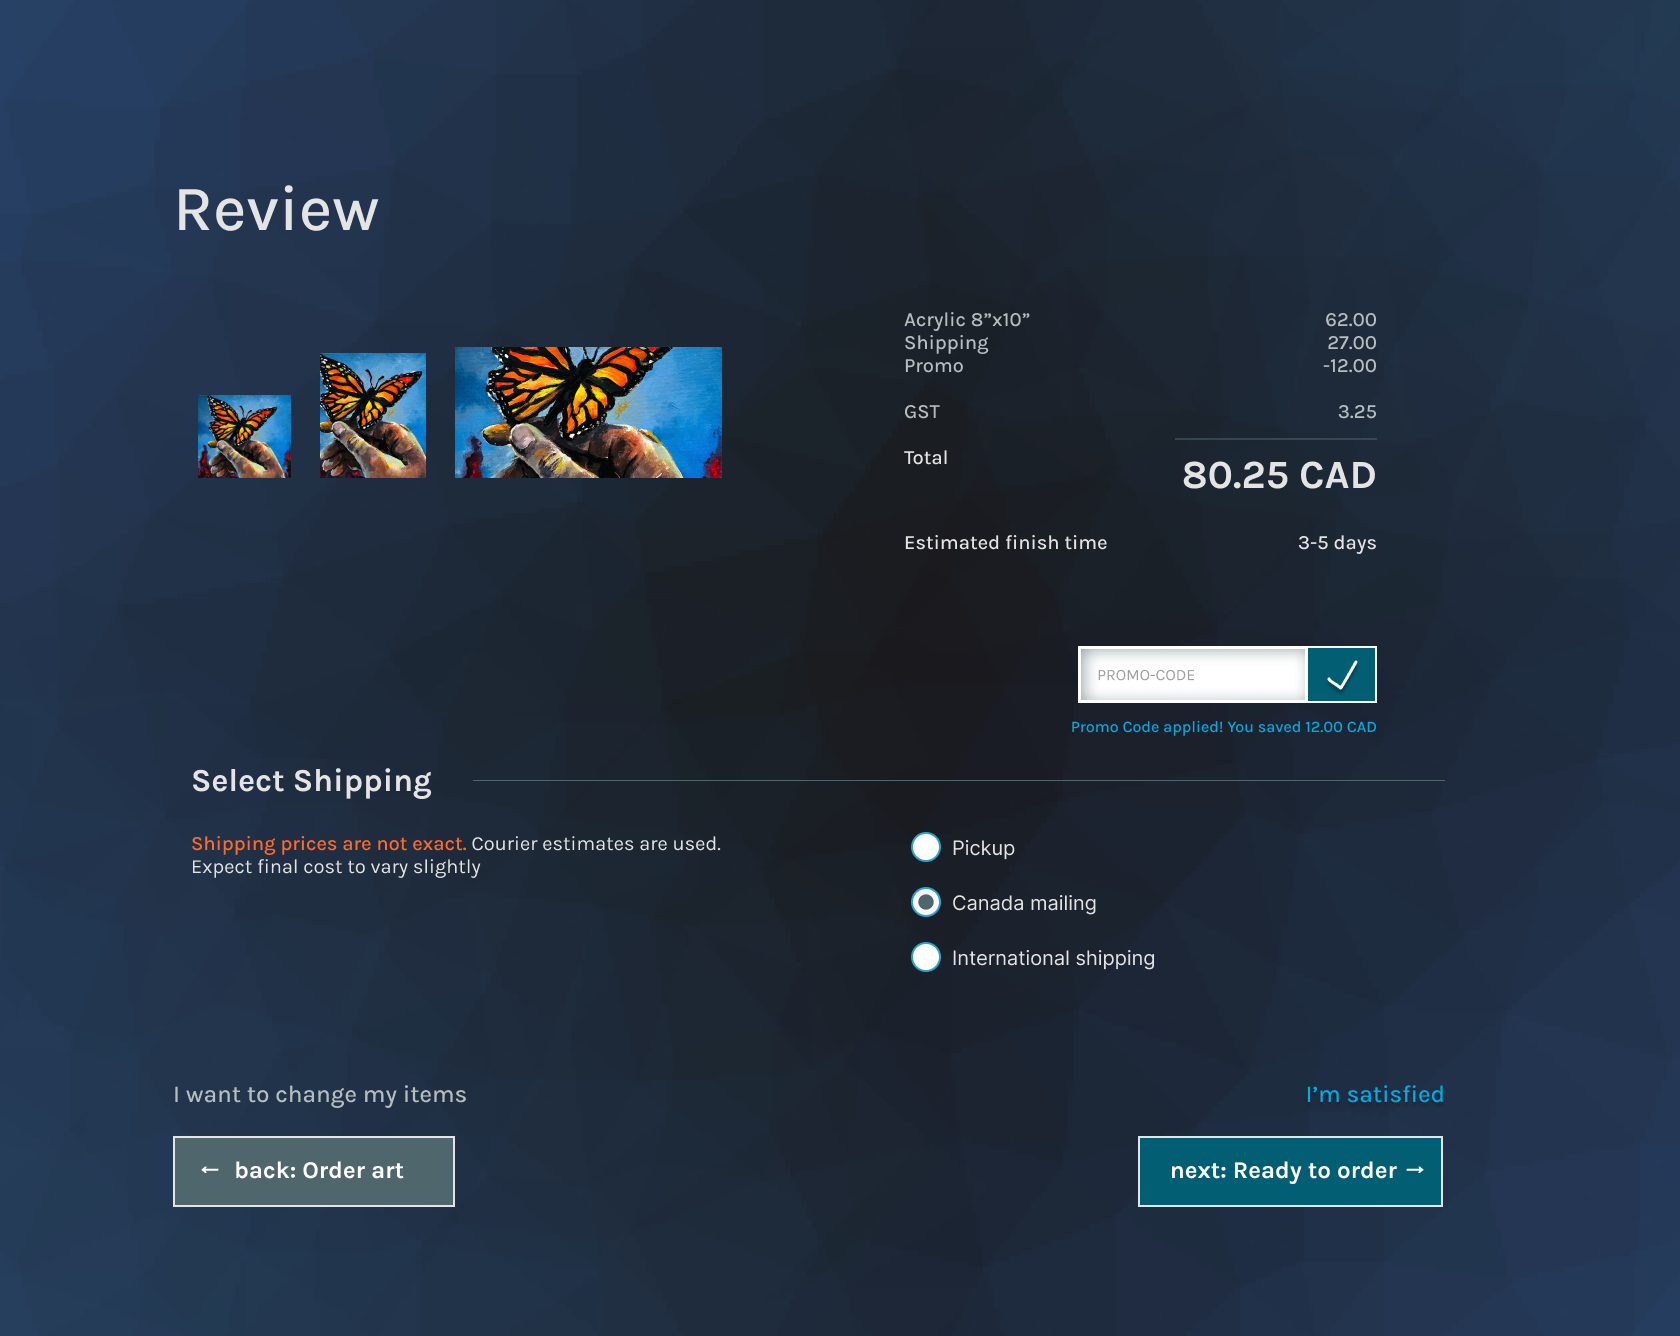 Review
Acrylic 8”x10” 62.00
Shipping 27.00
Promo -12.00
GST 3.25
Total 80.25 CAD
Estimated finish time 3-5 days
PROMO-CODE
Promo Code applied! You saved 12.00 CAD
Select Shipping
Shipping prices are not exact. Courier estimates are used.
Expect final cost to vary slightly
Pickup
Canada mailing
International shipping
I want to change my items
I’m satisfied
← back: Order art
next: Ready to order →